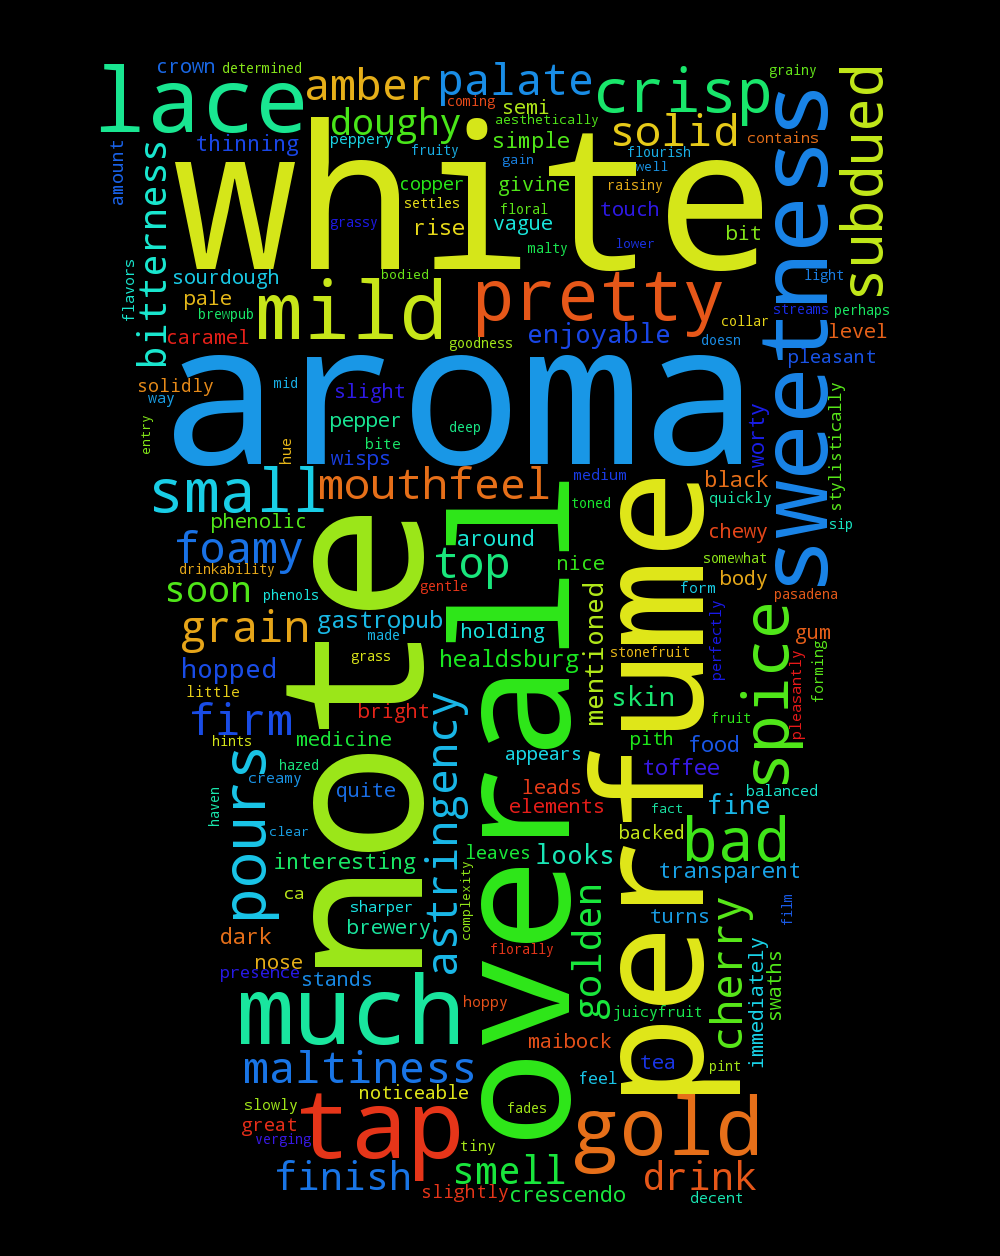 crown
determined
lace
amber
palate
crisp
grainy
coming
semi
doughy
aesthetically
solid
contains
subdued
thinning
peppery
fruity
simple
flourish
amount
bitterness
white
gain
well
sweetness
copper
givine
raisiny
settles
floral
touch
grassy
rise
vague
bit
malty
lower
flavors
sourdough
bodied
light
pale
mild
pretty
brewpub
streams
perhaps
caramel
goodness
enjoyable
collar
doesn
level
pleasant
aroma
solidly
mid
slight
way
entry
hue
pepper
deep
worty
stylistically
bite
wisps
small
mouthfeel
medium
black
quickly
toned
phenolic
note
overall
perfume
foamy
around
chewy
sip
drinkability
top
nice
somewhat
soon
phenols
gentle
form
body
pasadena
grain
gastropub
made
holding
mentioned
perfectly
spice
gum
grass
healdsburg
stonefruit
pleasantly
forming
hopped
little
skin
firm
bright
fruit
hints
medicine
astringency
pith
food
pours
hazed
creamy
appears
toffee
haven
quite
leads
elements
balanced
fact
fine
clear
backed
bad
interesting
leaves
looks
transparent
complexity
ca
sharper
golden
cherry
film
brewery
turns
dark
florally
nose
presence
stands
immediately
swaths
much
hoppy
juicyfruit
maibock
maltiness
tea
pint
noticeable
feel
slowly
tap
fades
gold
great
verging
tiny
finish
smell
drink
slightly
crescendo
decent